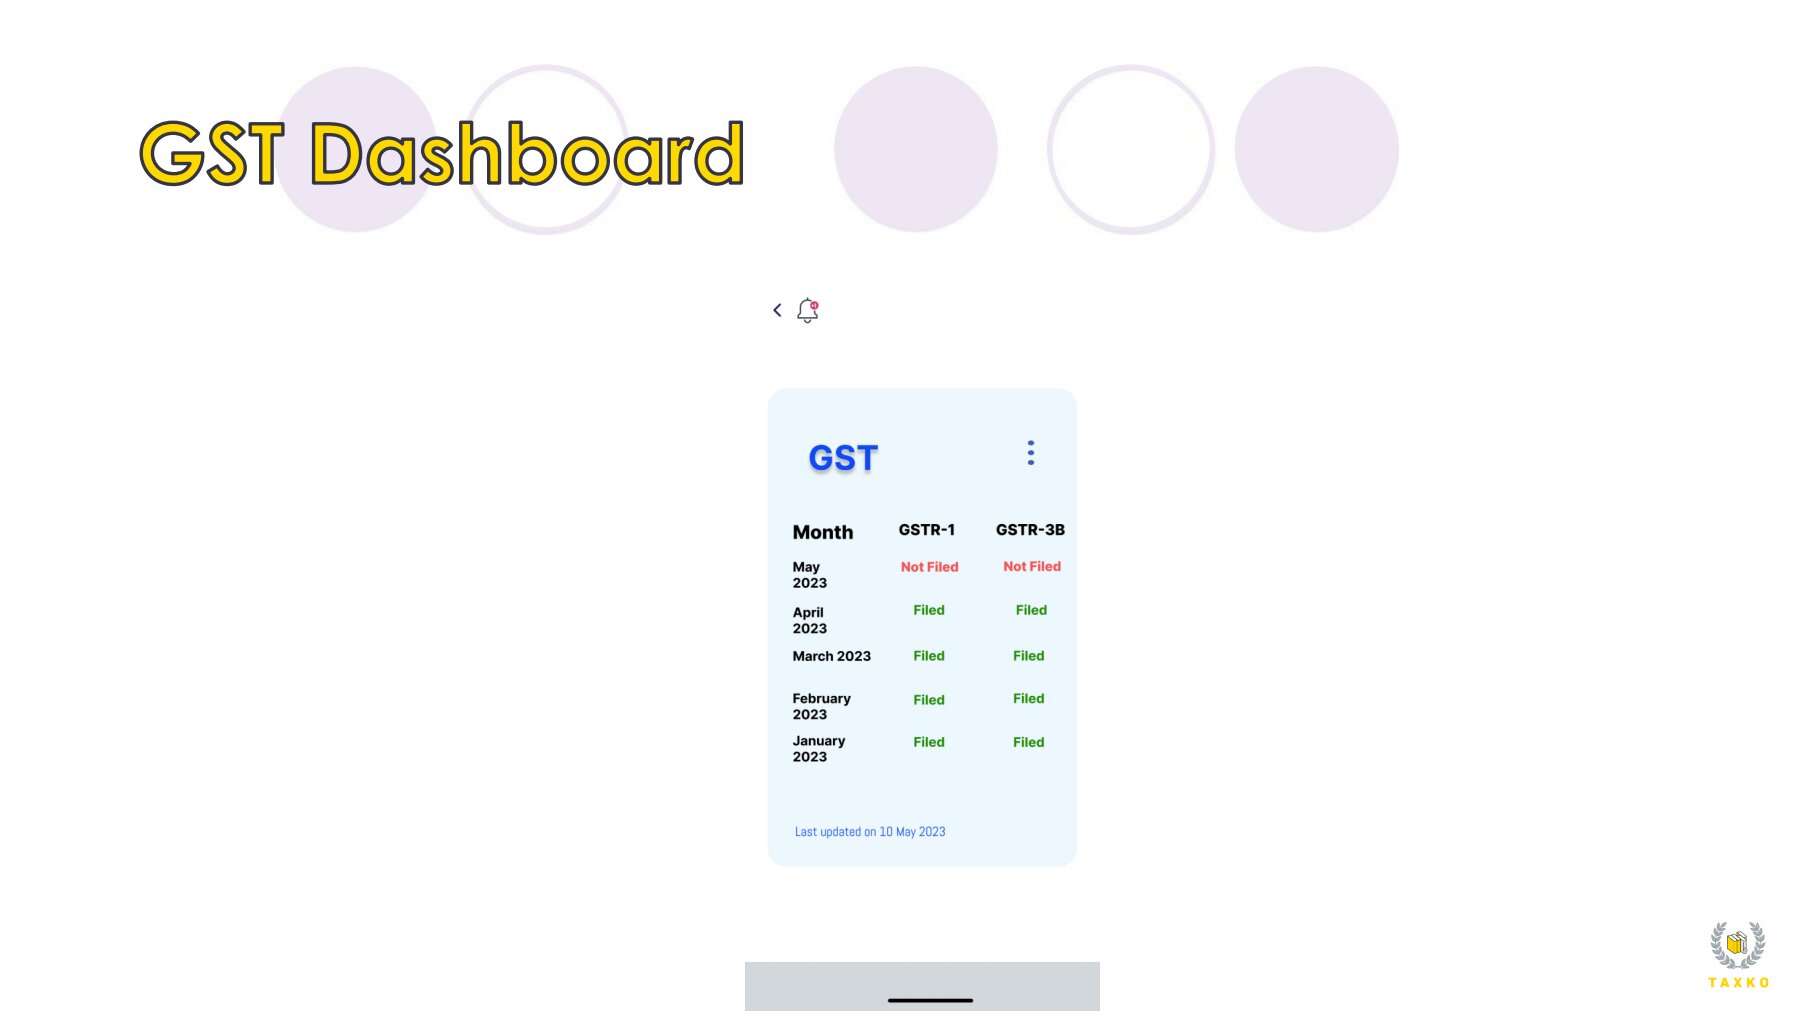 GST Dashboard
GST
Month GSTR-1 GSTR-3B
May Not Filed Not Filed
2023
April Filed Filed
2023
March 2023 Filed Filed
February Filed Filed
2023
January Filed Filed
2023
Last updated on 10 May 2023
TAXKO